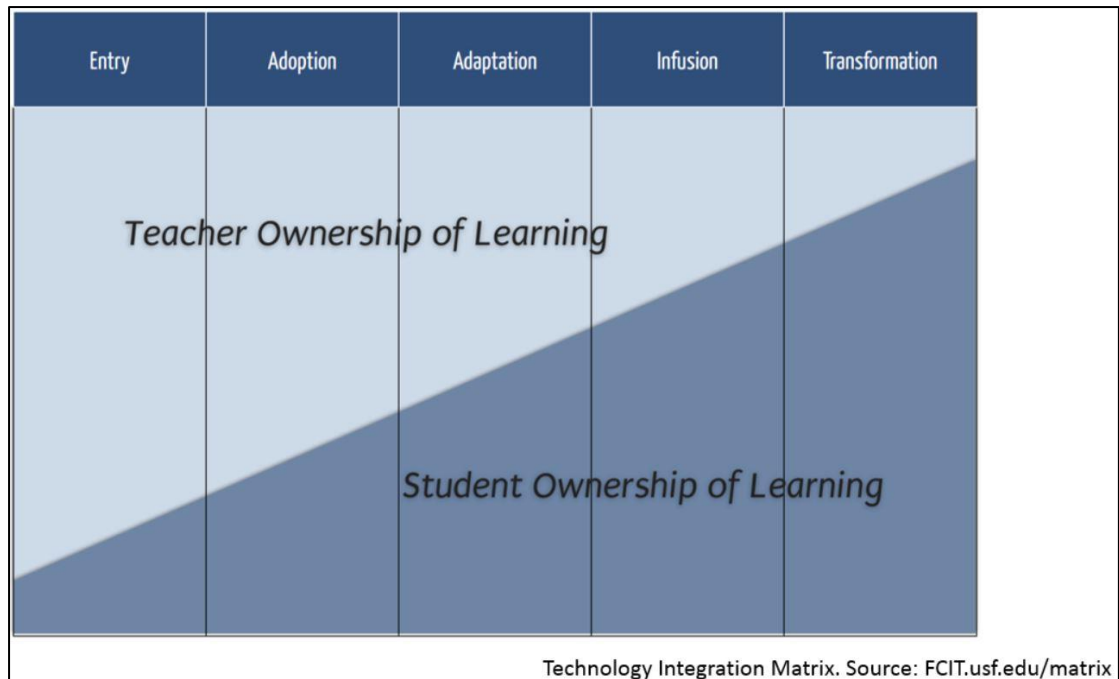 Entry Adoption Adaptation Infusion Transformation
Teacher Ownership of Learning
Student Ownership of Learning
Technology Integration Matrix. Source: FCIT.usf.edu/matrix